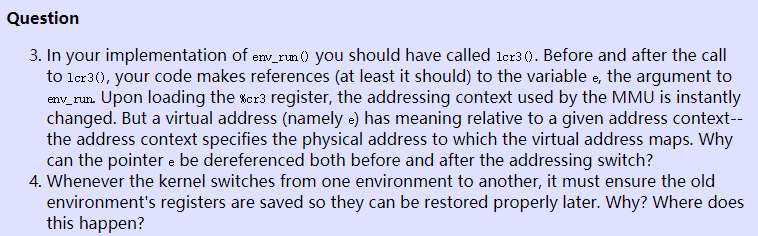 Question
3. In your implementation of env_run() you should have called lcr3(). Before and after the call
to lcr3(), your code makes references (at least it should) to the variable e, the argument to
env_run. Upon loading the %cr3 register, the addressing context used by the MMU is instantly
changed. But a virtual address (namely e) has meaning relative to a given address context--
the address context specifies the physical address to which the virtual address maps. Why
can the pointer e be dereferenced both before and after the addressing switch?
4. Whenever the kernel switches from one environment to another, it must ensure the old
environment's registers are saved so they can be restored properly later. Why? Where does
this happen?